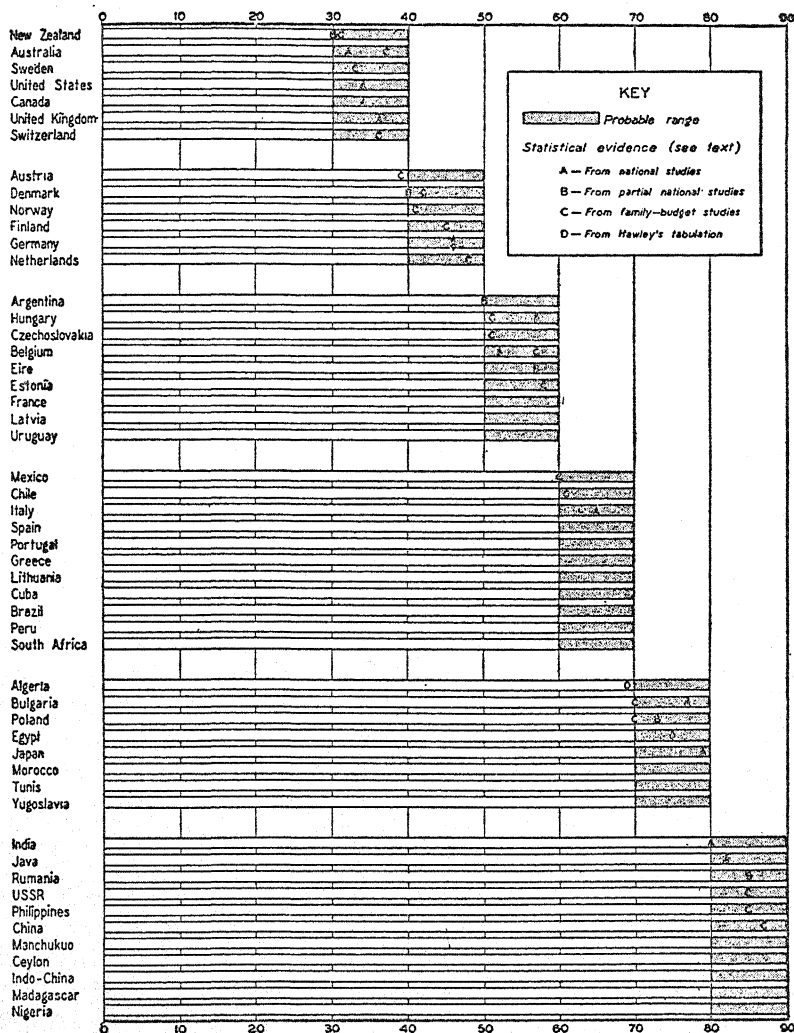 0 10 20 30 40 50 60 70 80 90
New Zealand B C
Australia A C
Sweden C
United States A
Canada
United Kingdom A
Switzerland C
KEY
Probable range
Statistical evidence (see text)
A — From national studies
B — From partial national studies
C — From family-budget studies
D — From Hawley's tabulation
Austria C
Denmark B C
Norway C
Finland C
Germany
Netherlands C
Argentina B
Hungary C A
Czechoslovakia C
Belgium A C
Eire
Estonia C
France
Latvia
Uruguay
Mexico C
Chile C
Italy A
Spain
Portugal
Greece
Lithuania
Cuba
Brazil
Peru
South Africa
Algeria D
Bulgaria C A
Poland C B
Egypt D
Japan A
Morocco
Tunis
Yugoslavia
India A
Java
Rumania B
USSR C
Philippines C
China C
Manchukuo
Ceylon
Indo-China
Madagascar
Nigeria
0 10 20 30 40 50 60 70 80 90